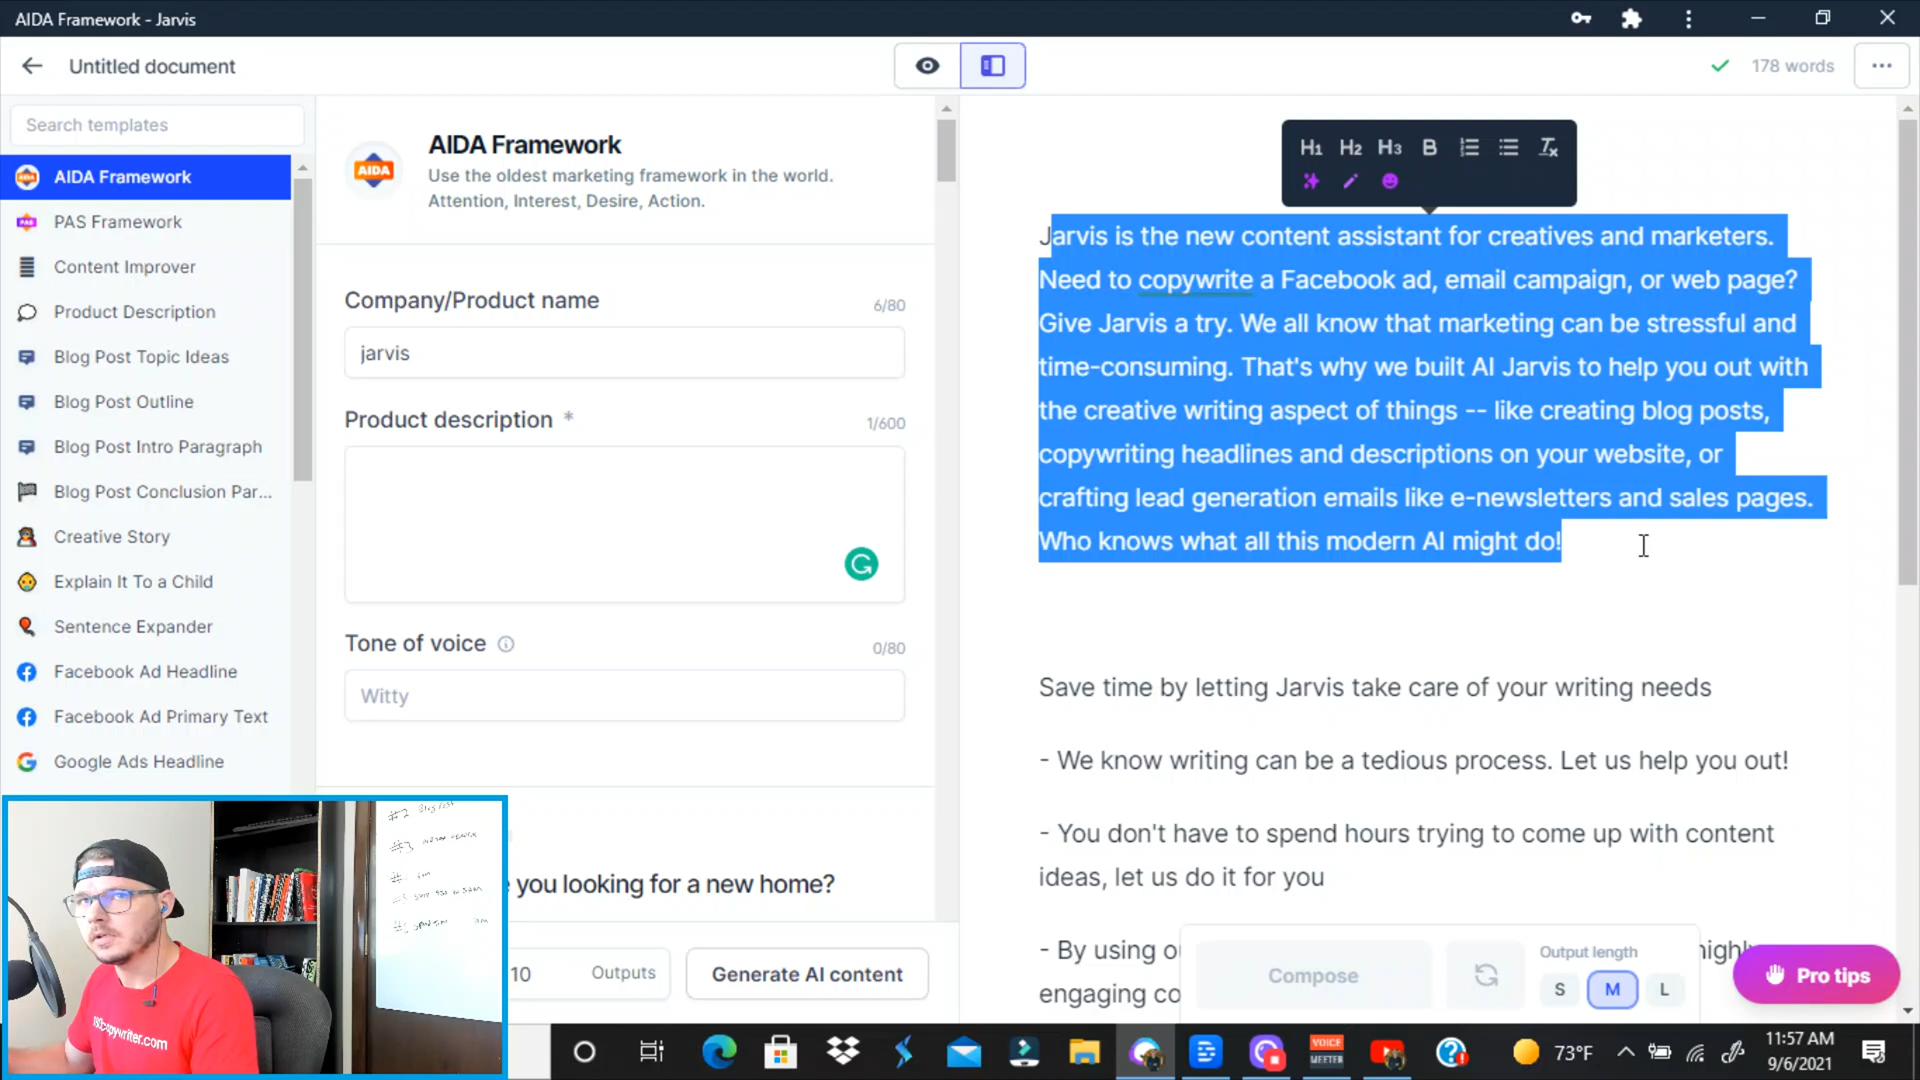 AIDA Framework - Jarvis
Untitled document
178 words
Search templates
AIDA Framework
PAS Framework
Content Improver
Product Description
Blog Post Topic Ideas
Blog Post Outline
Blog Post Intro Paragraph
Blog Post Conclusion Par...
Creative Story
Explain It To a Child
Sentence Expander
Facebook Ad Headline
Facebook Ad Primary Text
Google Ads Headline
AIDA
AIDA Framework
Use the oldest marketing framework in the world.
Attention, Interest, Desire, Action.
Company/Product name
6/80
jarvis
Product description *
1/600
Tone of voice
0/80
Witty
you looking for a new home?
10 Outputs
Generate AI content
H1 H2 H3 B
Jarvis is the new content assistant for creatives and marketers.
Need to copywrite a Facebook ad, email campaign, or web page?
Give Jarvis a try. We all know that marketing can be stressful and
time-consuming. That's why we built AI Jarvis to help you out with
the creative writing aspect of things -- like creating blog posts,
copywriting headlines and descriptions on your website, or
crafting lead generation emails like e-newsletters and sales pages.
Who knows what all this modern AI might do!
Save time by letting Jarvis take care of your writing needs
- We know writing can be a tedious process. Let us help you out!
- You don't have to spend hours trying to come up with content
ideas, let us do it for you
- By using
engaging
Compose
Output length
S M L
Pro tips
copywriter.com
VOICE
MEETER
73°F
11:57 AM
9/6/2021